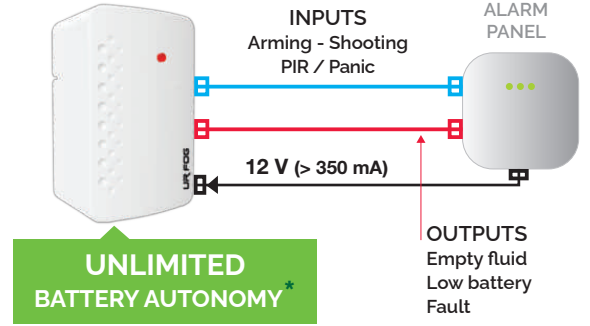 INPUTS
Arming - Shooting
PIR / Panic
ALARM
PANEL
UR FOG
12 V (> 350 mA)
UNLIMITED
BATTERY AUTONOMY*
OUTPUTS
Empty fluid
Low battery
Fault